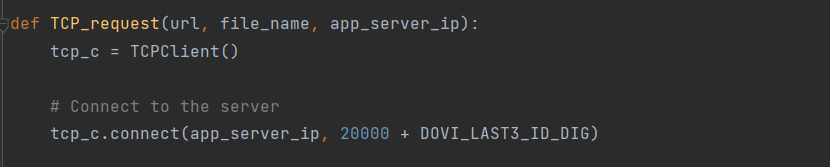 def TCP_request(url, file_name, app_server_ip):
    tcp_c = TCPClient()
    # Connect to the server
    tcp_c.connect(app_server_ip, 20000 + DOVI_LAST3_ID_DIG)